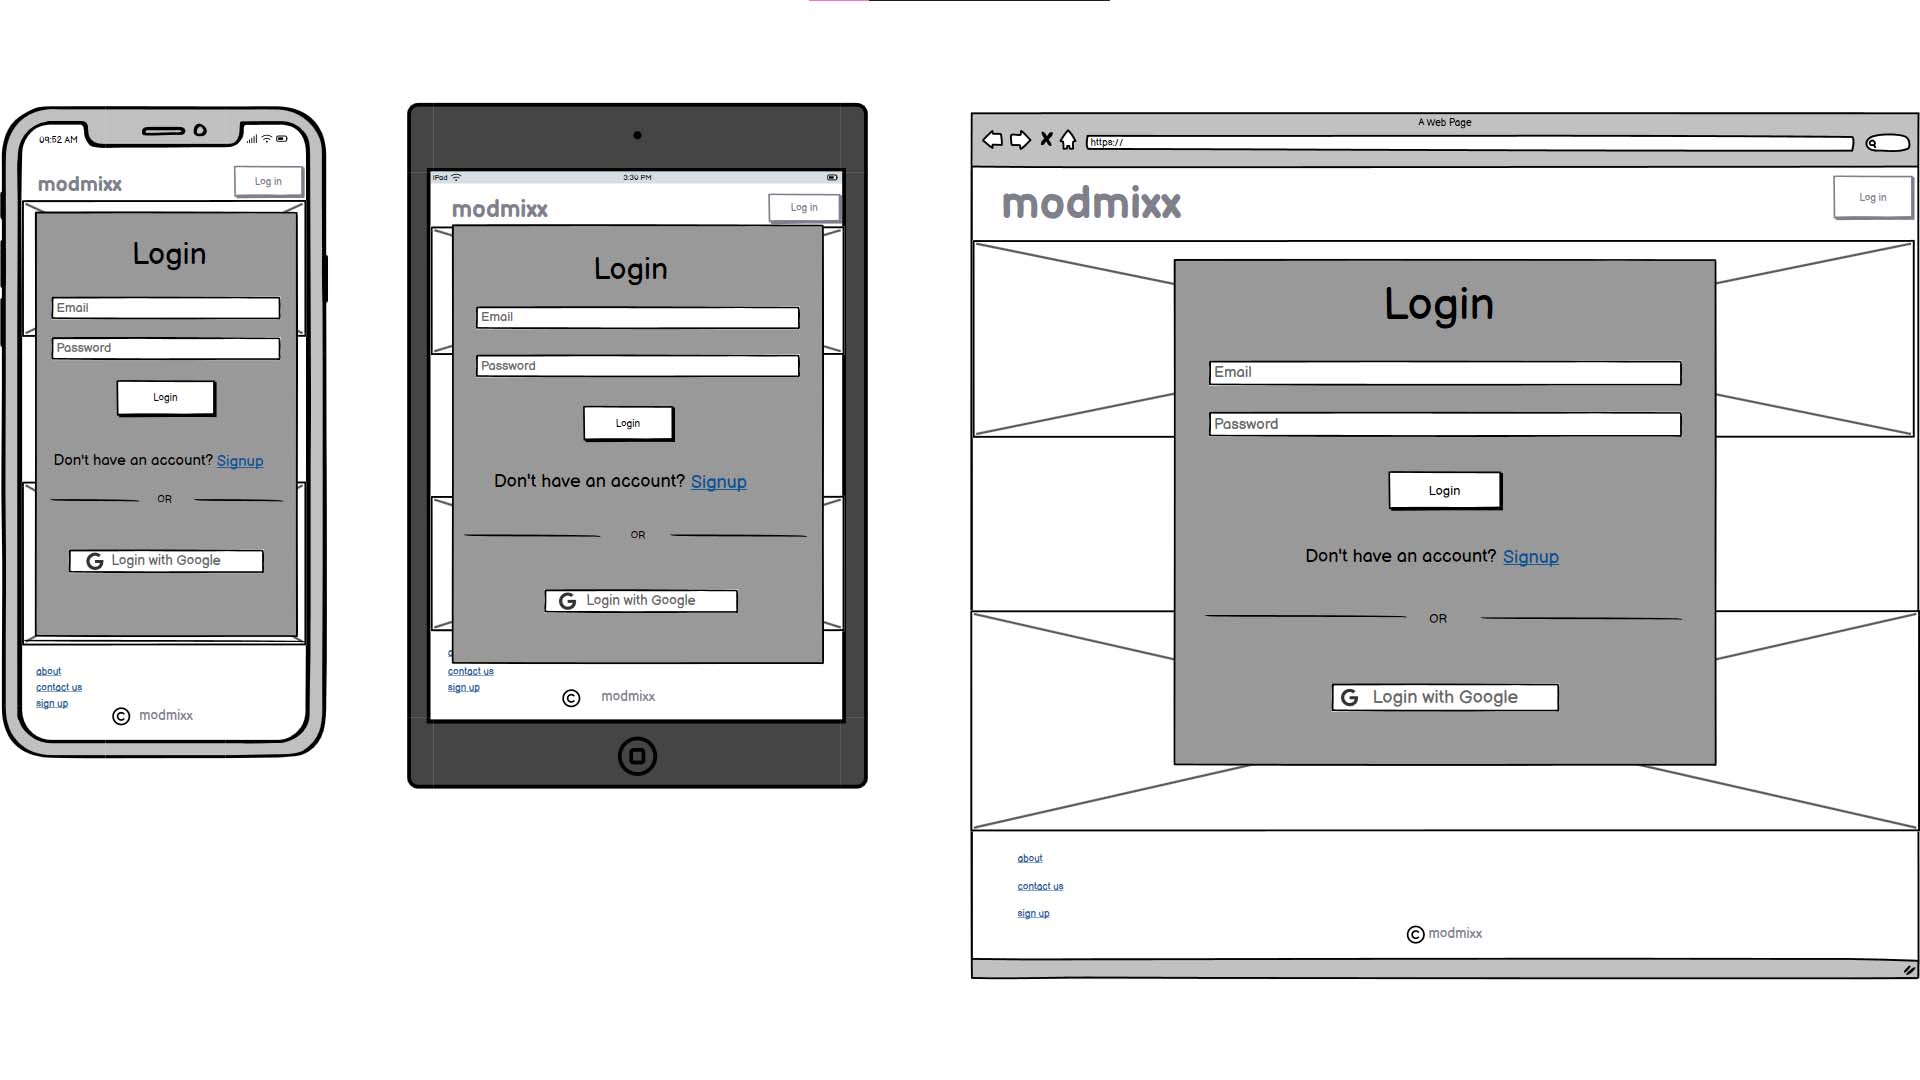 09:52 AM
modmixx
Log in
Login
Email
Password
Login
Don't have an account? Signup
OR
G Login with Google
about
contact us
sign up
© modmixx
iPad
3:30 PM
modmixx
Log in
Login
Email
Password
Login
Don't have an account? Signup
OR
G Login with Google
contact us
sign up
© modmixx
A Web Page
https://
modmixx
Log in
Login
Email
Password
Login
Don't have an account? Signup
OR
G Login with Google
about
contact us
sign up
© modmixx